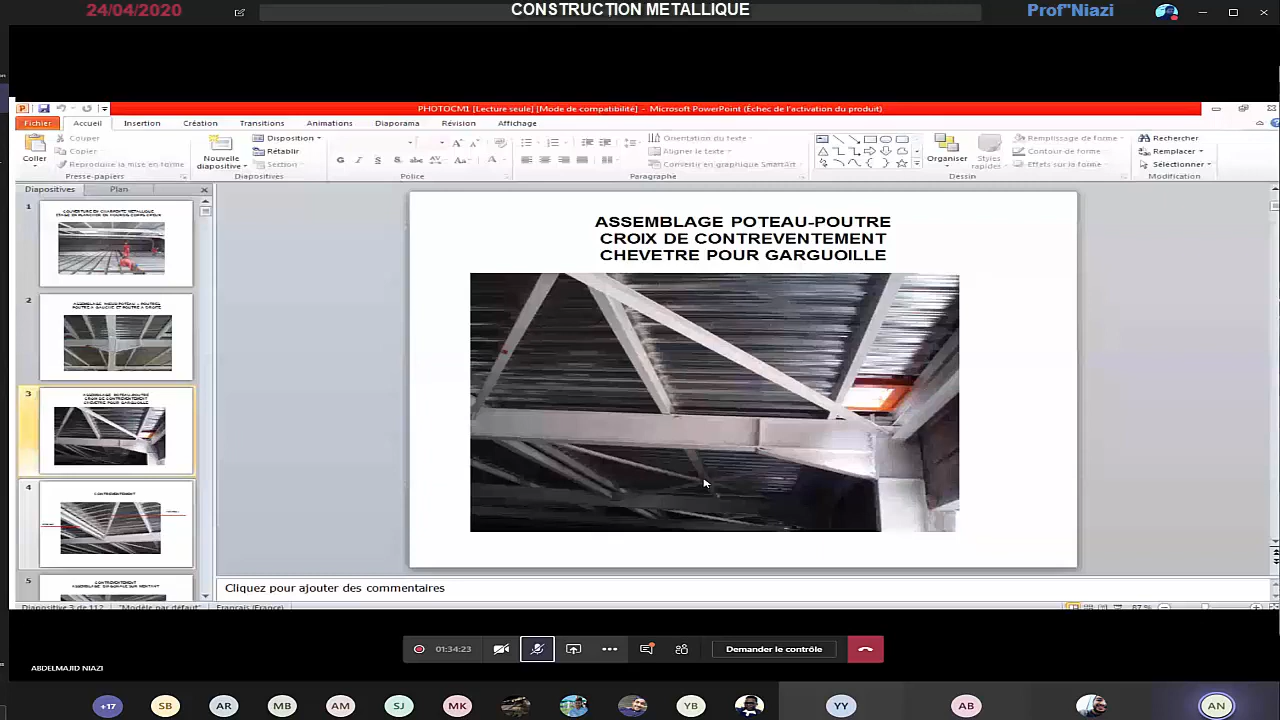 24/04/2020
CONSTRUCTION METALLIQUE
Prof"Niazi
PHOTOCM1 [Lecture seule] [Mode de compatibilité] - Microsoft PowerPoint (Échec de l'activation du produit)
Fichier Accueil Insertion Création Transitions Animations Diaporama Révision Affichage
Coller
Couper
Copier
Reproduire la mise en forme
Presse-papiers
Nouvelle diapositive
Disposition
Rétablir
Section
Diapositives
Police
Orientation du texte
Aligner le texte
Convertir en graphique SmartArt
Paragraphe
Organiser
Styles rapides
Remplissage de forme
Contour de forme
Effets sur la forme
Dessin
Rechercher
Remplacer
Sélectionner
Modification
Diapositives Plan
1
2
3
4
5
ASSEMBLAGE POTEAU-POUTRE
CROIX DE CONTREVENTEMENT
CHEVETRE POUR GARGUOILLE
Cliquez pour ajouter des commentaires
Diapositive 3 de 112 "Modèle par défaut" Français (France) 87 %
01:34:23
Demander le contrôle
ABDELMAJID NIAZI
+17 SB AR MB AM SJ MK YB YY AB AN